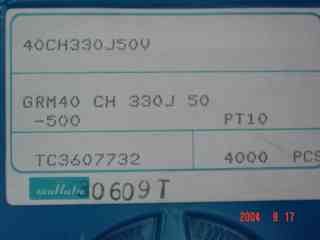 40CH330J50V
GRM40 CH 330J 50
-500 PT10
TC3607732 4000 PCS
muRata 0609T
2004 9 17